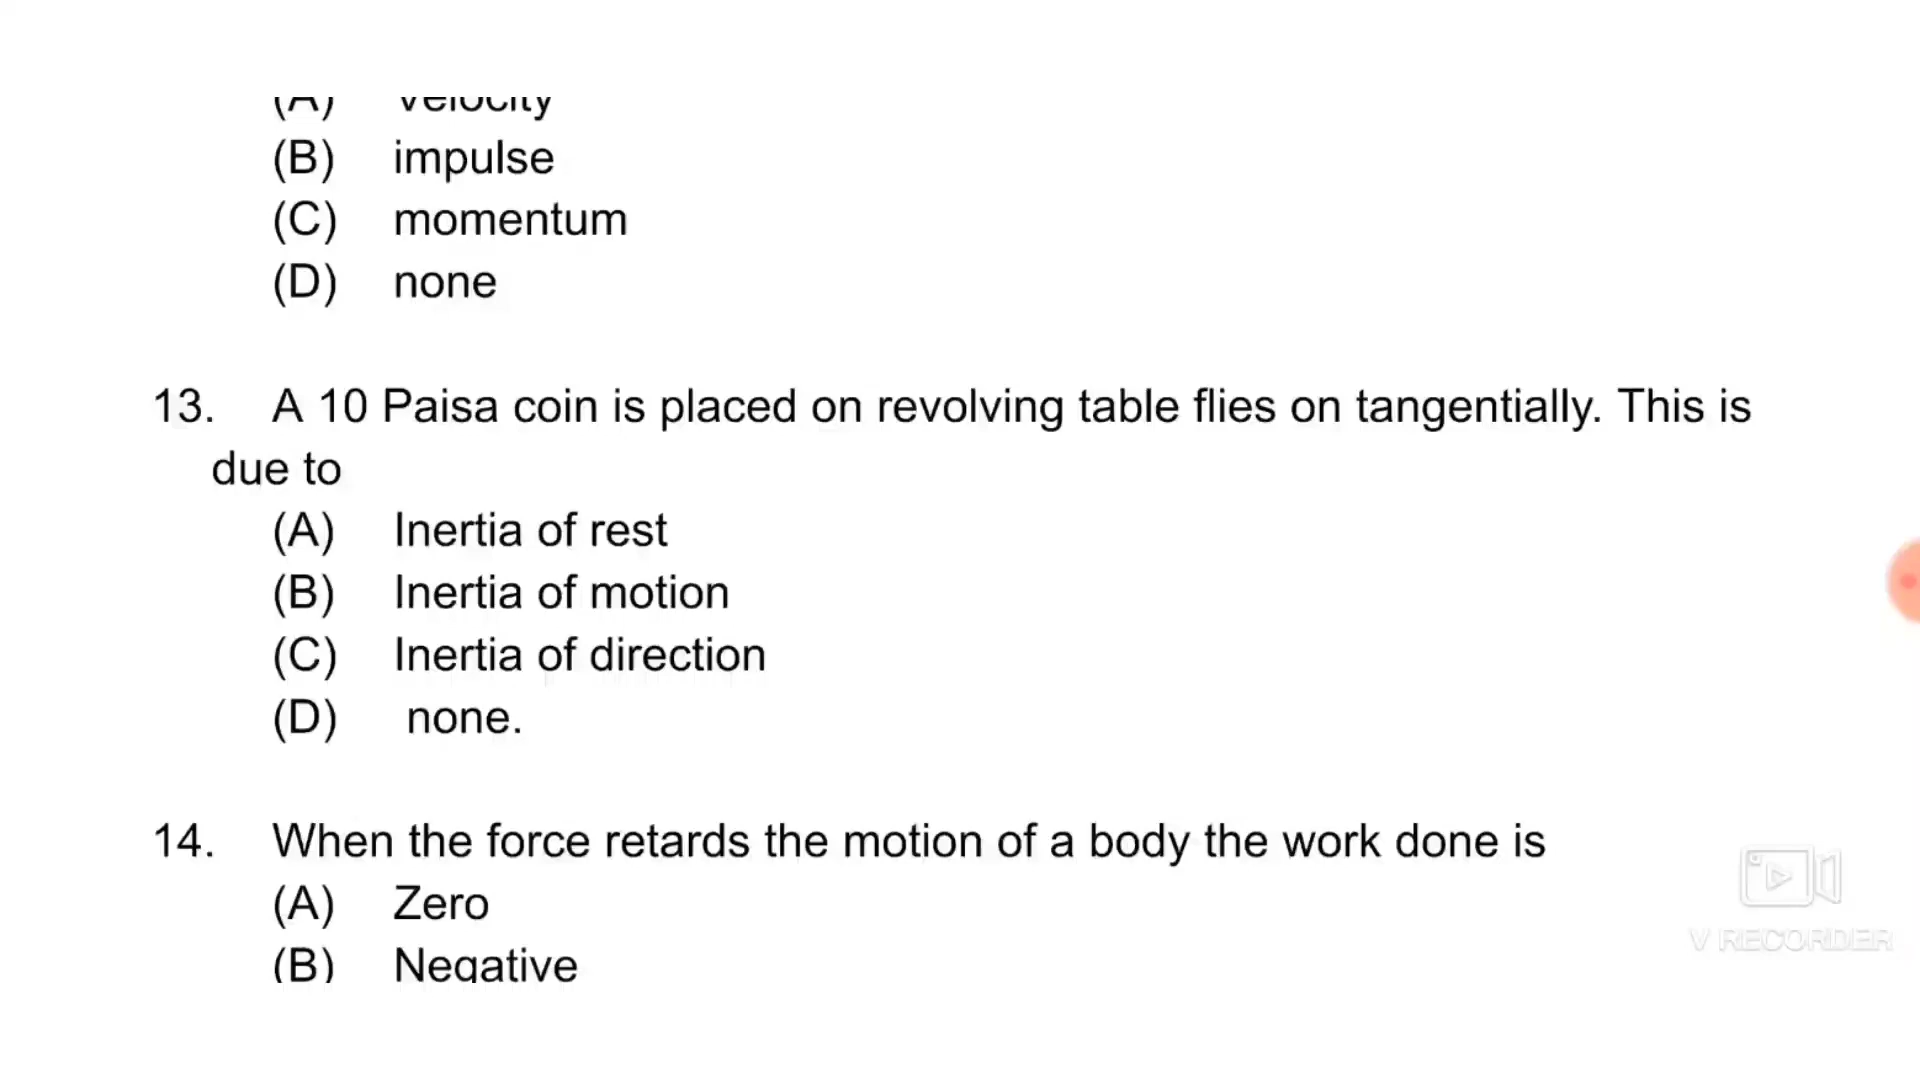 (A) velocity
(B) impulse
(C) momentum
(D) none
13. A 10 Paisa coin is placed on revolving table flies on tangentially. This is
due to
(A) Inertia of rest
(B) Inertia of motion
(C) Inertia of direction
(D) none.
14. When the force retards the motion of a body the work done is
(A) Zero
(B) Negative
V RECORDER